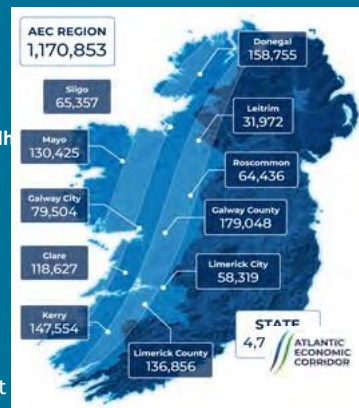 AEC REGION
1,170,853
Donegal
158,755
Sligo
65,357
Leitrim
31,972
Mayo
130,425
Roscommon
64,436
Galway City
79,504
Galway County
179,048
Clare
118,627
Limerick City
58,319
Kerry
147,554
Limerick County
136,856
STATE
4,7
ATLANTIC
ECONOMIC
CORRIDOR